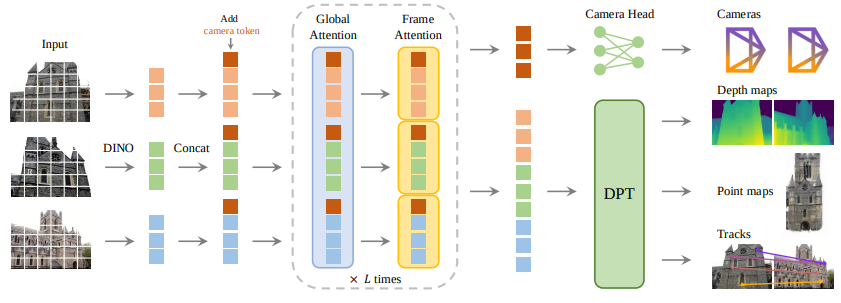 Input
DINO
Concat
Add
camera token
Global
Attention
Frame
Attention
× L times
Camera Head
DPT
Cameras
Depth maps
Point maps
Tracks